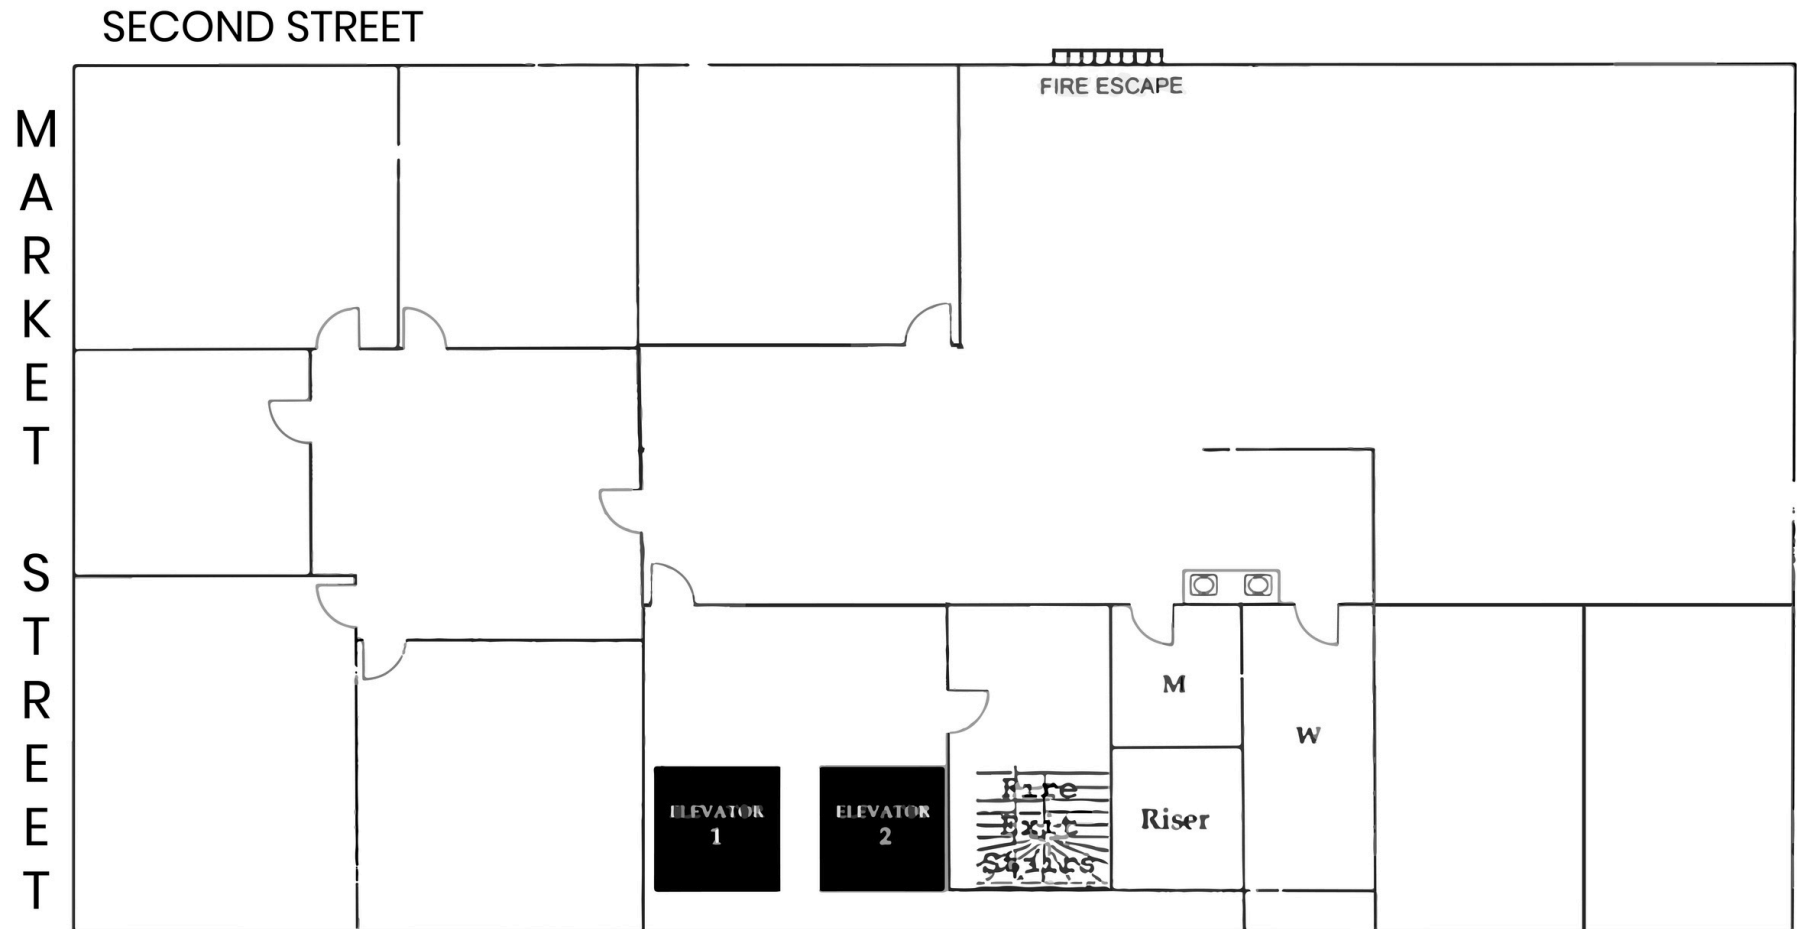 SECOND STREET
FIRE ESCAPE
MARKET STREET
M
W
ELEVATOR
1
ELEVATOR
2
Fire
Exit
Stairs
Riser